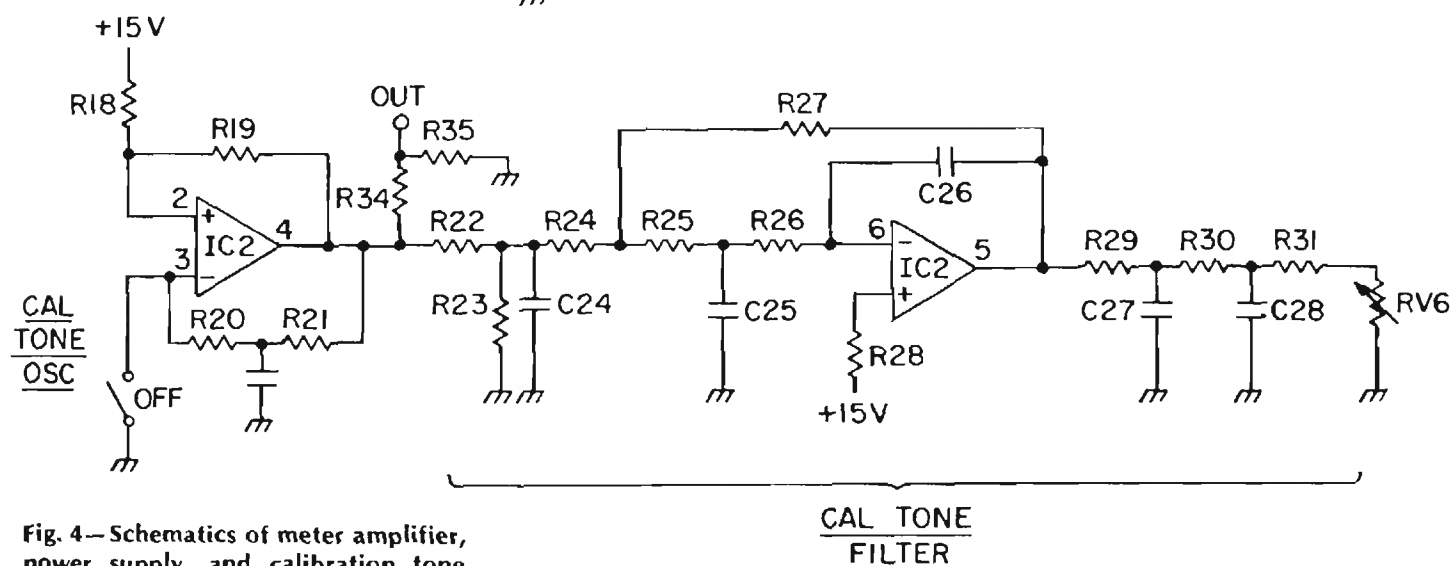 +15V
R18
R19
OUT
R35
R34
R27
C26
2
+
IC2
4
3
−
R22
R24
R25
R26
6
−
IC2
5
+
R29
R30
R31
R23
C24
C25
C27
C28
RV6
R20
R21
R28
+15V
CAL
TONE
OSC
OFF
CAL TONE
FILTER
Fig. 4—Schematics of meter amplifier,
power supply, and calibration tone